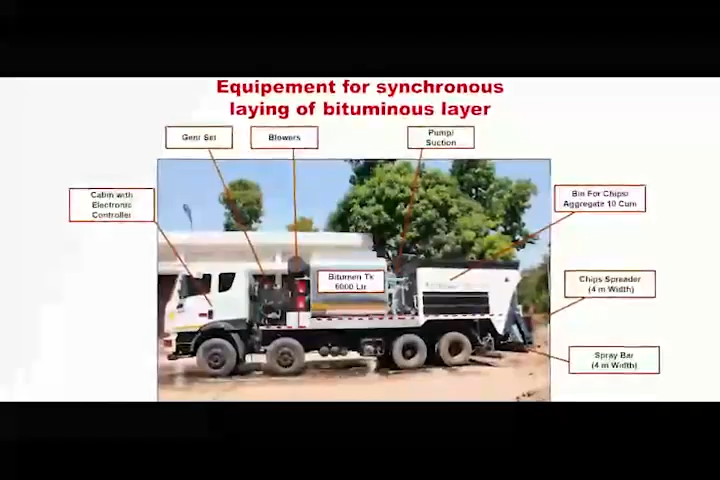 Equipement for synchronous
laying of bituminous layer
Gen Set
Blowers
Pump/
Suction
Cabin with
Electronic
Controller
Bin For Chips/
Aggregate 10 Cum
Bitumen Tk
6000 Ltr
Chips Spreader
(4 m Width)
Spray Bar
(4 m Width)